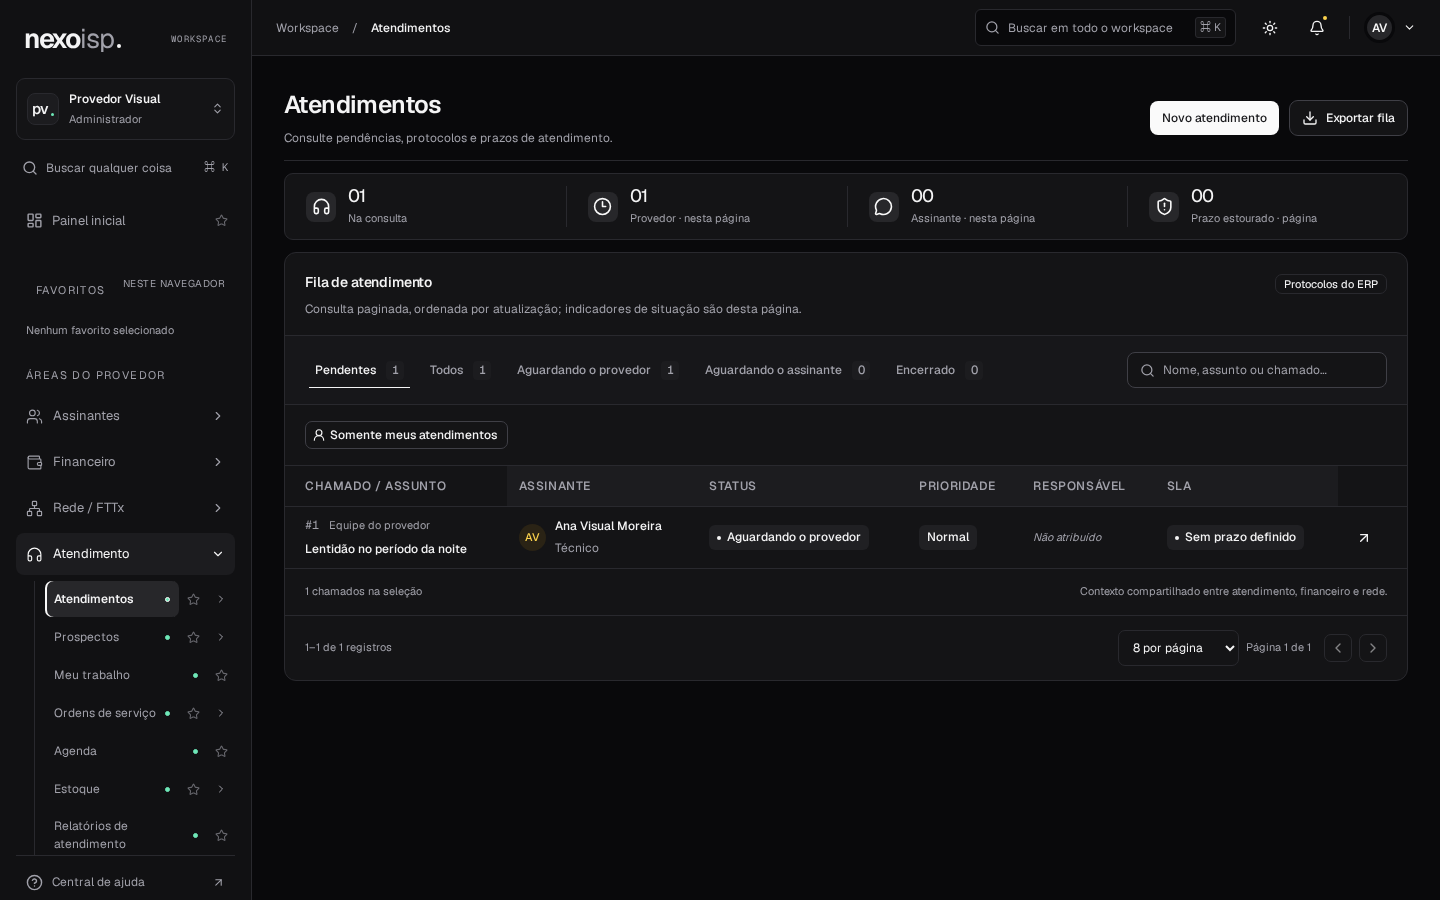 nexoisp.
WORKSPACE
pv.
Provedor Visual
Administrador
Buscar qualquer coisa
⌘ K
Painel inicial
FAVORITOS
NESTE NAVEGADOR
Nenhum favorito selecionado
ÁREAS DO PROVEDOR
Assinantes
Financeiro
Rede / FTTx
Atendimento
Atendimentos
Prospectos
Meu trabalho
Ordens de serviço
Agenda
Estoque
Relatórios de
atendimento
Central de ajuda
Workspace / Atendimentos
Buscar em todo o workspace
⌘ K
AV
Atendimentos
Consulte pendências, protocolos e prazos de atendimento.
Novo atendimento
Exportar fila
01
Na consulta
01
Provedor · nesta página
00
Assinante · nesta página
00
Prazo estourado · página
Fila de atendimento
Consulta paginada, ordenada por atualização; indicadores de situação são desta página.
Protocolos do ERP
Pendentes 1
Todos 1
Aguardando o provedor 1
Aguardando o assinante 0
Encerrado 0
Nome, assunto ou chamado...
Somente meus atendimentos
CHAMADO / ASSUNTO
ASSINANTE
STATUS
PRIORIDADE
RESPONSÁVEL
SLA
#1 Equipe do provedor
Lentidão no período da noite
AV
Ana Visual Moreira
Técnico
Aguardando o provedor
Normal
Não atribuído
Sem prazo definido
1 chamados na seleção
Contexto compartilhado entre atendimento, financeiro e rede.
1–1 de 1 registros
8 por página
Página 1 de 1